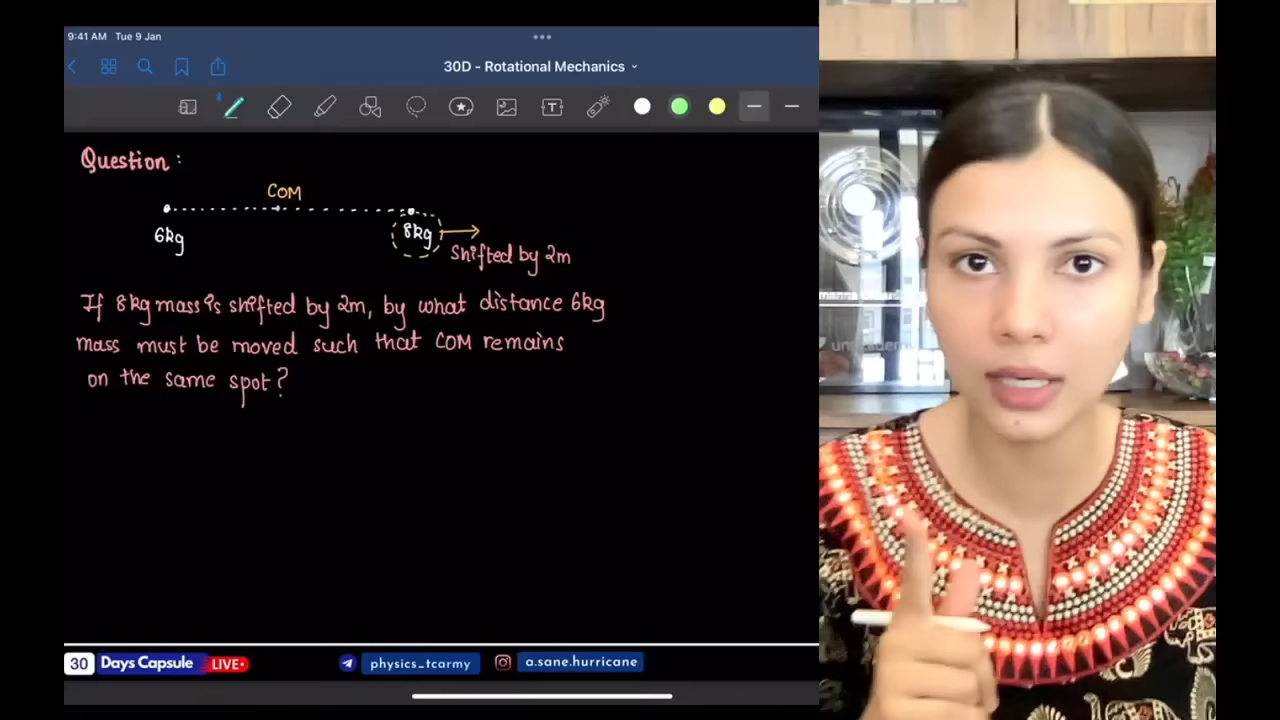 9:41 AM Tue 9 Jan
30D - Rotational Mechanics
Question:
COM
6kg
8kg
Shifted by 2m
If 8kg mass is shifted by 2m, by what distance 6kg
mass must be moved such that COM remains
on the same spot?
30 Days Capsule LIVE
physics_tcarmy
a.sane.hurricane